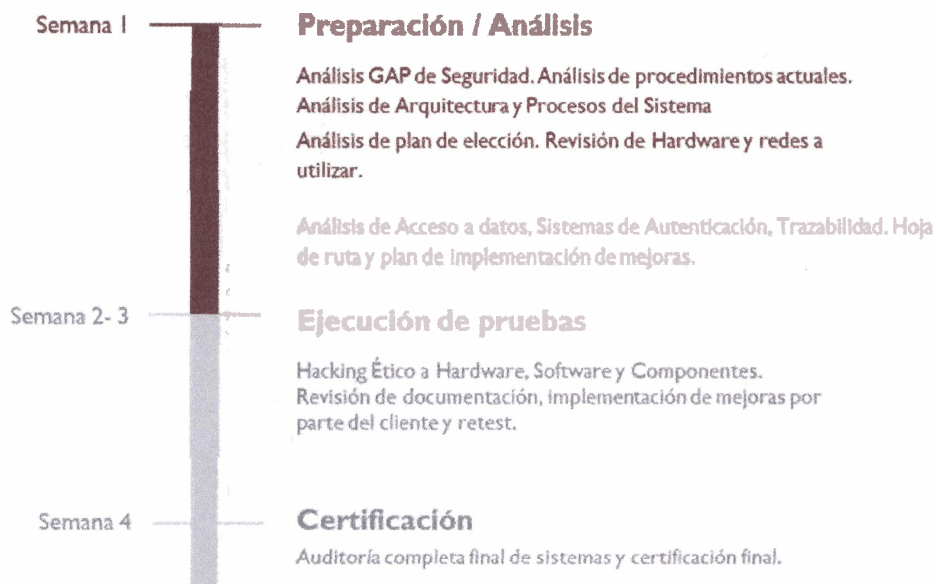 Semana 1
Preparación / Análisis
Análisis GAP de Seguridad. Análisis de procedimientos actuales.
Análisis de Arquitectura y Procesos del Sistema
Análisis de plan de elección. Revisión de Hardware y redes a
utilizar.
Análisis de Acceso a datos, Sistemas de Autenticación, Trazabilidad. Hoja
de ruta y plan de implementación de mejoras.
Semana 2- 3
Ejecución de pruebas
Hacking Ético a Hardware, Software y Componentes.
Revisión de documentación, implementación de mejoras por
parte del cliente y retest.
Semana 4
Certificación
Auditoría completa final de sistemas y certificación final.